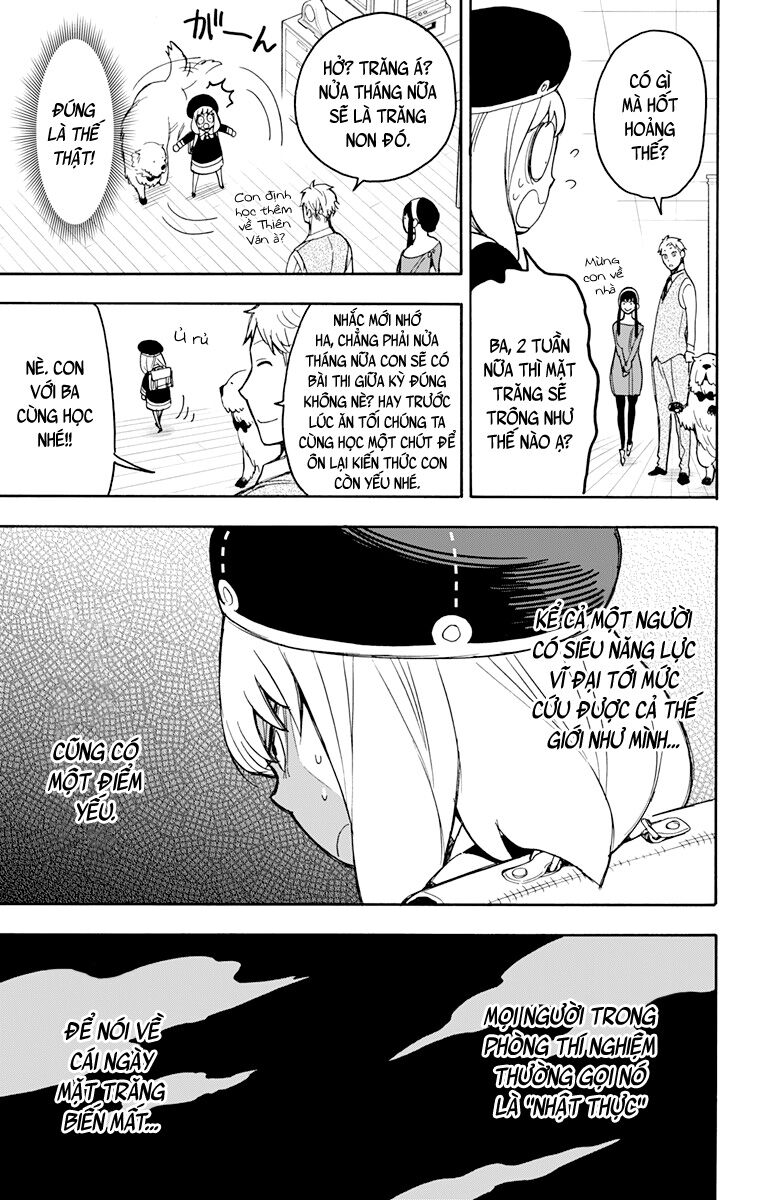 CÓ GÌ
MÀ HỐT
HOẢNG
THẾ?
Mừng
con về
nhà
BA, 2 TUẦN
NỮA THÌ MẶT
TRĂNG SẼ
TRÔNG NHƯ
THẾ NÀO Ạ?
HỞ? TRĂNG Á?
NỬA THÁNG NỮA
SẼ LÀ TRĂNG
NON ĐÓ.
Con định
học thêm
về Thiên
Văn à?
がーん
ĐÚNG
LÀ THẾ
THẬT!
NHẮC MỚI NHỚ
HA, CHẲNG PHẢI NỬA
THÁNG NỮA CON SẼ CÓ
BÀI THI GIỮA KỲ ĐÚNG
KHÔNG NÈ? HAY TRƯỚC
LÚC ĂN TỐI CHÚNG TA
CÙNG HỌC MỘT CHÚT ĐỂ
ÔN LẠI KIẾN THỨC CON
CÒN YẾU NHÉ.
Ủ rủ
NÈ. CON
VỚI BA
CÙNG HỌC
NHÉ!!
KỂ CẢ MỘT NGƯỜI
CÓ SIÊU NĂNG LỰC
VĨ ĐẠI TỚI MỨC
CỨU ĐƯỢC CẢ THẾ
GIỚI NHƯ MÌNH...
CŨNG CÓ
MỘT ĐIỂM
YẾU.
MỌI NGƯỜI TRONG
PHÒNG THÍ NGHIỆM
THƯỜNG GỌI NÓ
LÀ "NHẬT THỰC"
ĐỂ NÓI VỀ
CÁI NGÀY
MẶT TRĂNG
BIẾN MẤT...